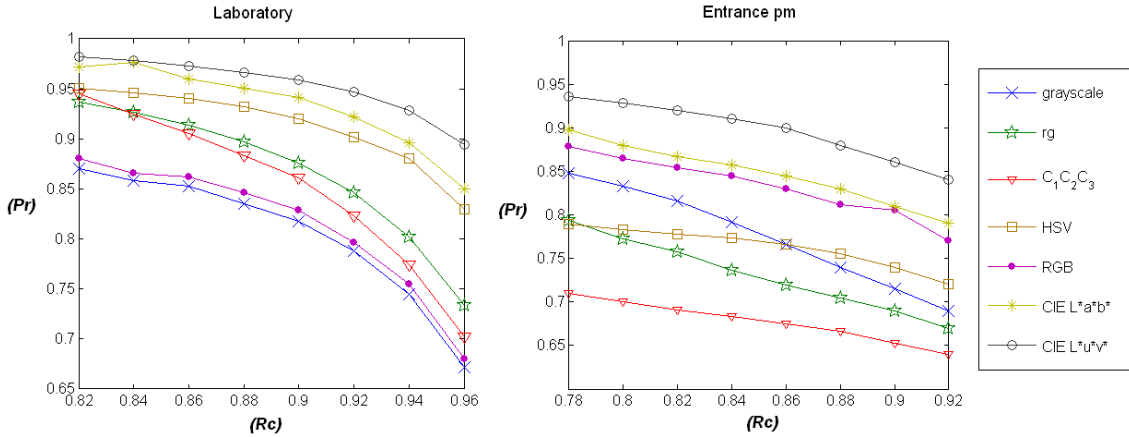 Laboratory
1
0.95
0.9
0.85
0.8
0.75
0.7
0.65
(Pr)
0.82 0.84 0.86 0.88 0.9 0.92 0.94 0.96
(Rc)
Entrance pm
1
0.95
0.9
0.85
0.8
0.75
0.7
0.65
(Pr)
0.78 0.8 0.82 0.84 0.86 0.88 0.9 0.92
(Rc)
grayscale
rg
C₁C₂C₃
HSV
RGB
CIE L*a*b*
CIE L*u*v*